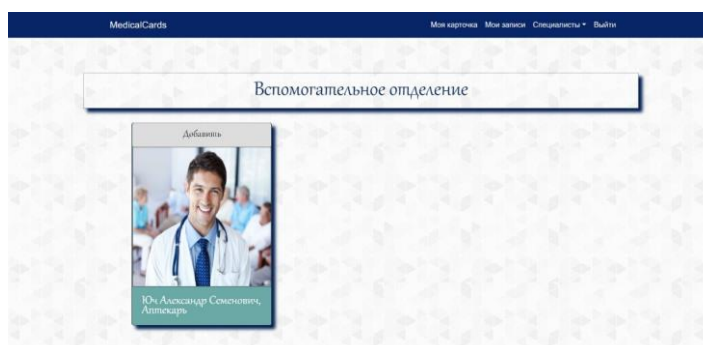 MedicalCards Моя карточка Мои записи Специалисты Выйти
Вспомогательное отделение
Добавить
Юч Александр Семенович,
Аптекарь